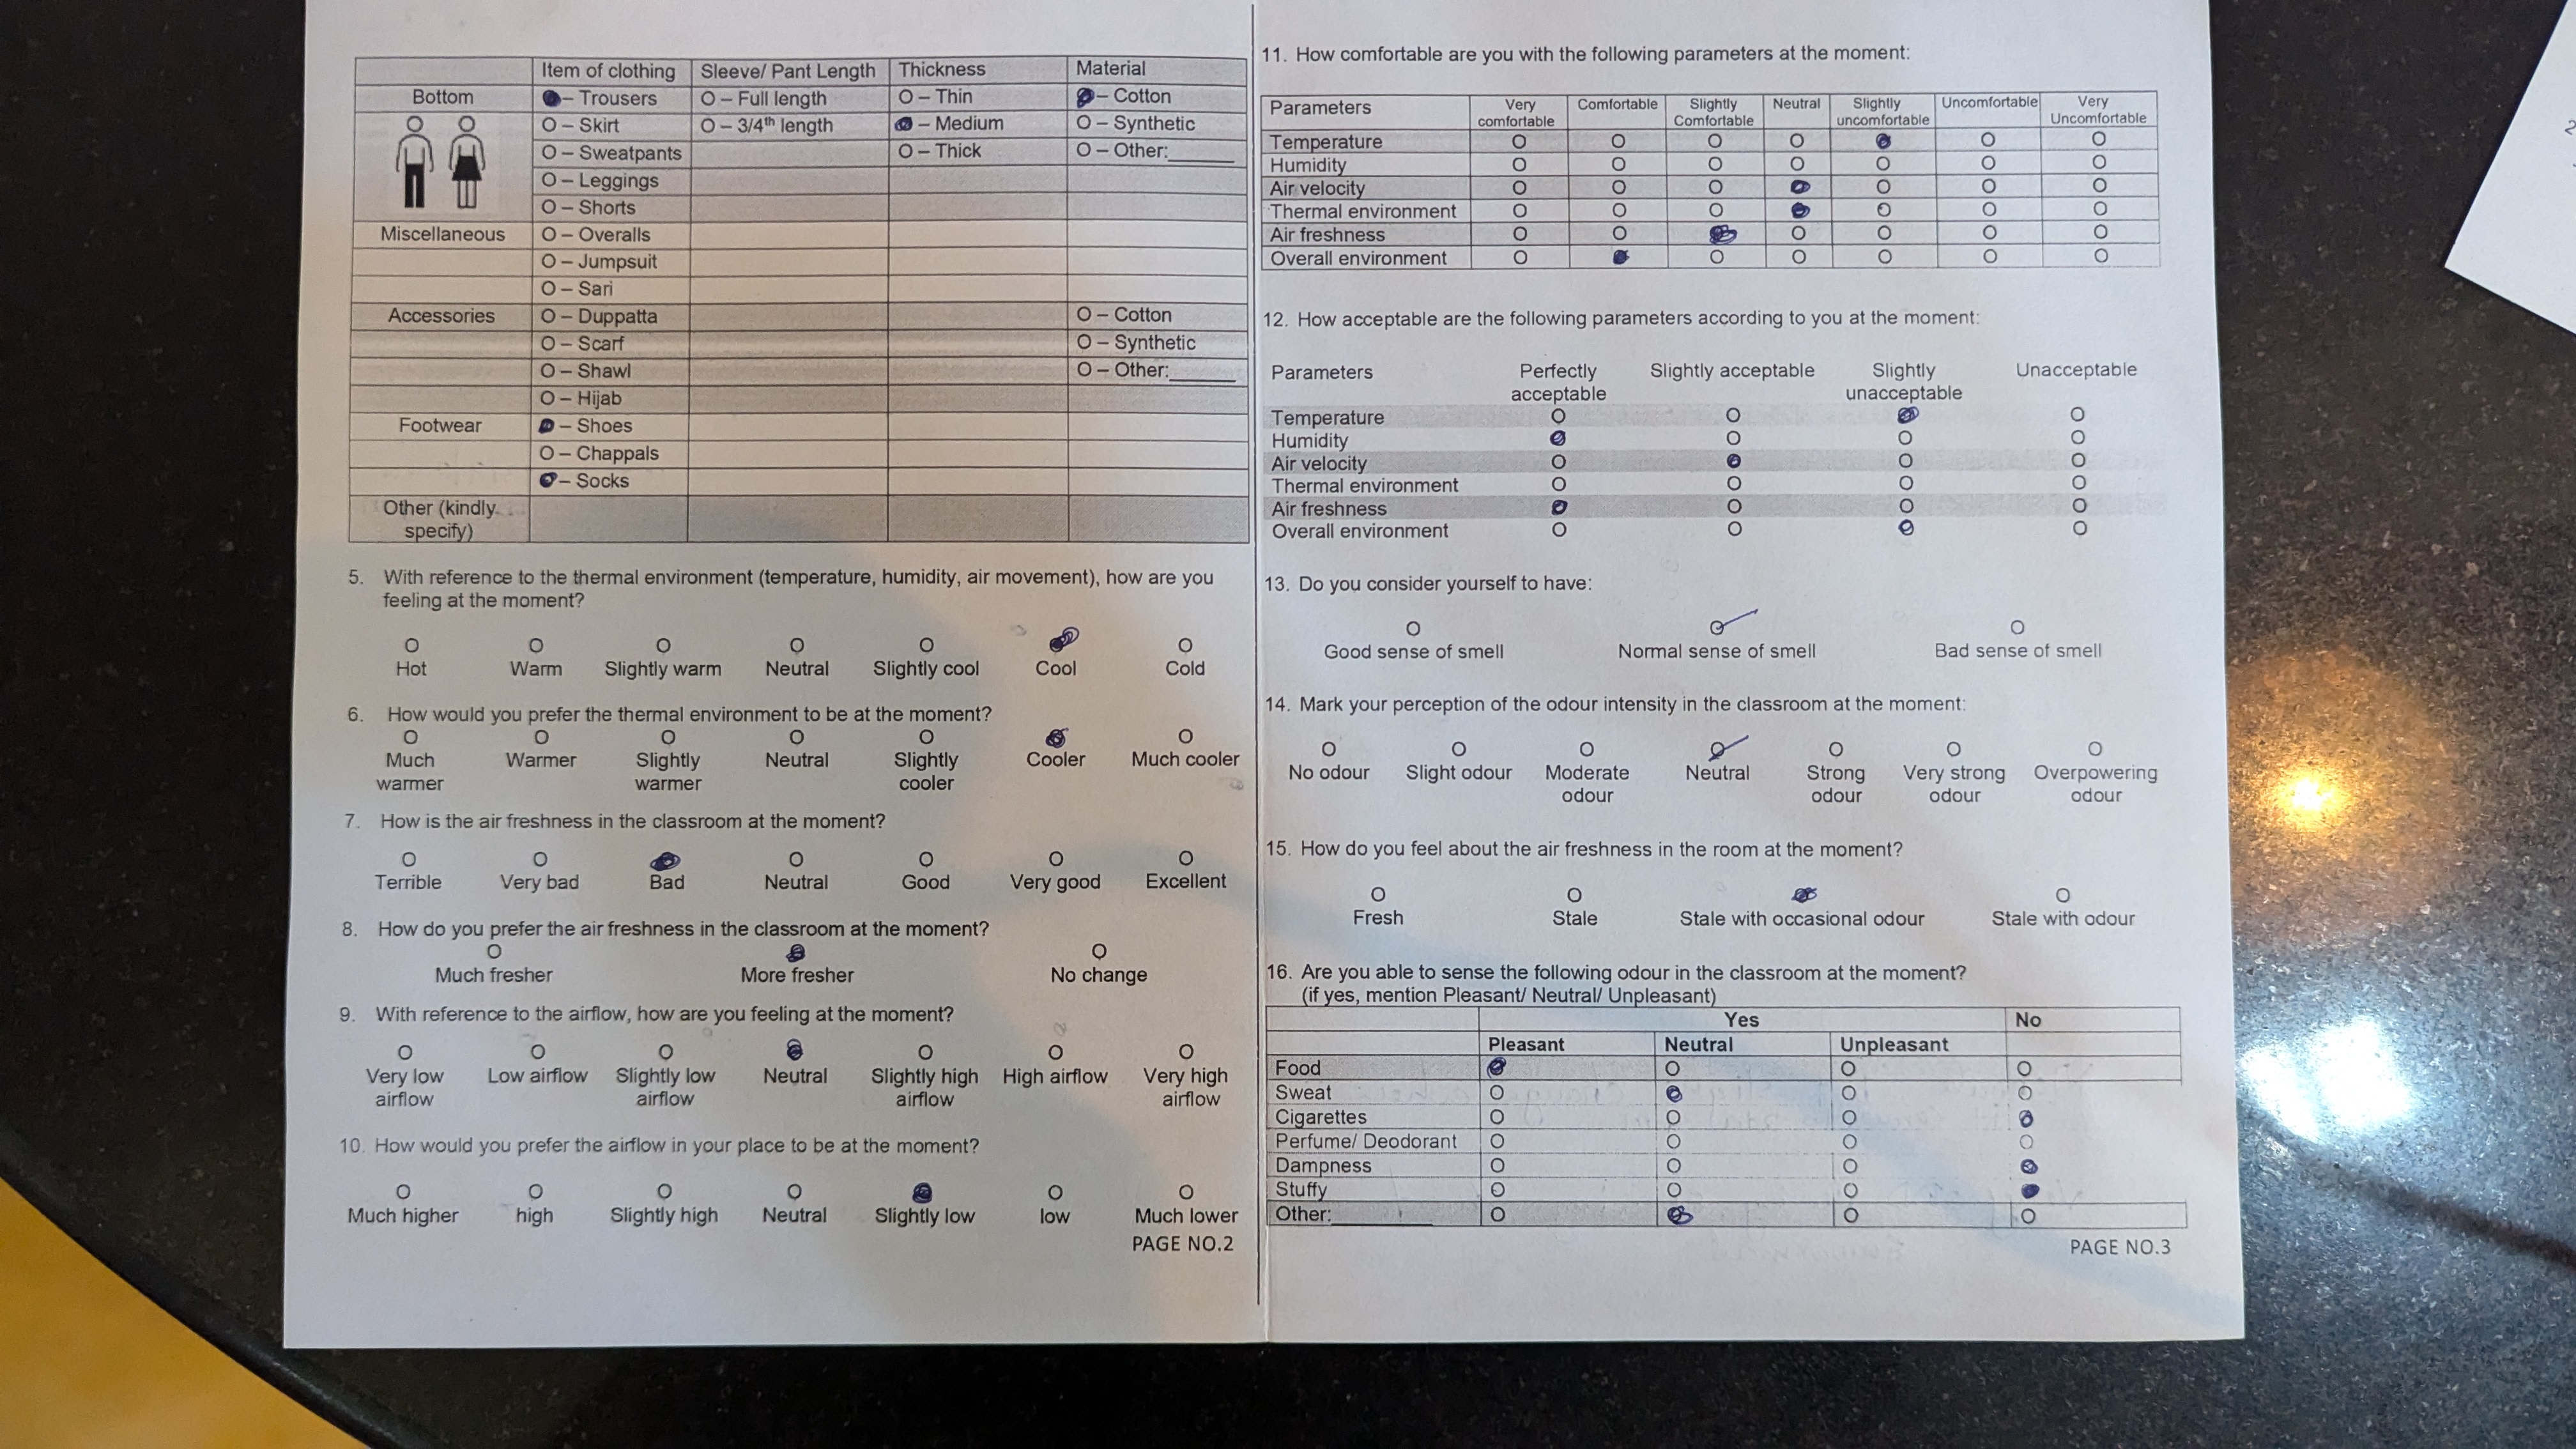 Item of clothing Sleeve/ Pant Length Thickness Material
Bottom O – Trousers O – Full length O – Thin O – Cotton
O – Skirt O – 3/4th length O – Medium O – Synthetic
O – Sweatpants O – Thick O – Other:______
O – Leggings
O – Shorts
Miscellaneous O – Overalls
O – Jumpsuit
O – Sari
Accessories O – Duppatta O – Cotton
O – Scarf O – Synthetic
O – Shawl O – Other:______
O – Hijab
Footwear O – Shoes
O – Chappals
O – Socks
Other (kindly
specify)
5. With reference to the thermal environment (temperature, humidity, air movement), how are you
feeling at the moment?
Hot Warm Slightly warm Neutral Slightly cool Cool Cold
6. How would you prefer the thermal environment to be at the moment?
Much Warmer Slightly Neutral Slightly Cooler Much cooler
warmer warmer cooler
7. How is the air freshness in the classroom at the moment?
Terrible Very bad Bad Neutral Good Very good Excellent
8. How do you prefer the air freshness in the classroom at the moment?
Much fresher More fresher No change
9. With reference to the airflow, how are you feeling at the moment?
Very low Low airflow Slightly low Neutral Slightly high High airflow Very high
airflow airflow airflow airflow
10. How would you prefer the airflow in your place to be at the moment?
Much higher high Slightly high Neutral Slightly low low Much lower
PAGE NO.2
11. How comfortable are you with the following parameters at the moment:
Parameters Very Comfortable Slightly Neutral Slightly Uncomfortable Very
comfortable Comfortable uncomfortable Uncomfortable
Temperature
Humidity
Air velocity
Thermal environment
Air freshness
Overall environment
12. How acceptable are the following parameters according to you at the moment:
Parameters Perfectly Slightly acceptable Slightly Unacceptable
acceptable unacceptable
Temperature
Humidity
Air velocity
Thermal environment
Air freshness
Overall environment
13. Do you consider yourself to have:
Good sense of smell Normal sense of smell Bad sense of smell
14. Mark your perception of the odour intensity in the classroom at the moment:
No odour Slight odour Moderate Neutral Strong Very strong Overpowering
odour odour odour odour
15. How do you feel about the air freshness in the room at the moment?
Fresh Stale Stale with occasional odour Stale with odour
16. Are you able to sense the following odour in the classroom at the moment?
(if yes, mention Pleasant/ Neutral/ Unpleasant)
Yes No
Pleasant Neutral Unpleasant
Food
Sweat
Cigarettes
Perfume/ Deodorant
Dampness
Stuffy
Other:________
PAGE NO.3